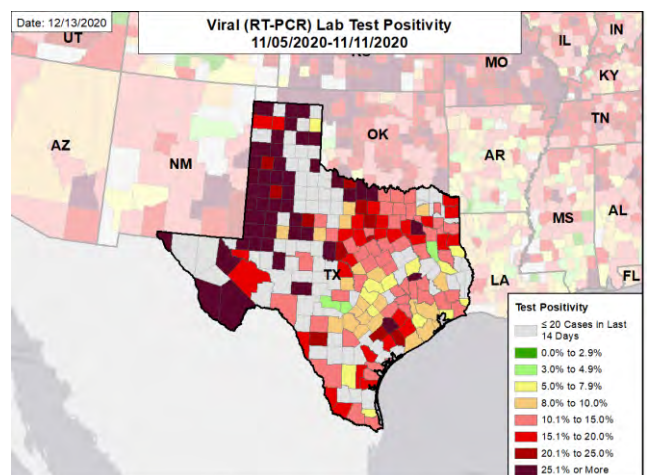 Date: 12/13/2020
Viral (RT-PCR) Lab Test Positivity
11/05/2020-11/11/2020
UT
MO
IL
IN
KY
TN
AZ
NM
OK
AR
MS
AL
TX
LA
FL
Test Positivity
≤ 20 Cases in Last
14 Days
0.0% to 2.9%
3.0% to 4.9%
5.0% to 7.9%
8.0% to 10.0%
10.1% to 15.0%
15.1% to 20.0%
20.1% to 25.0%
25.1% or More